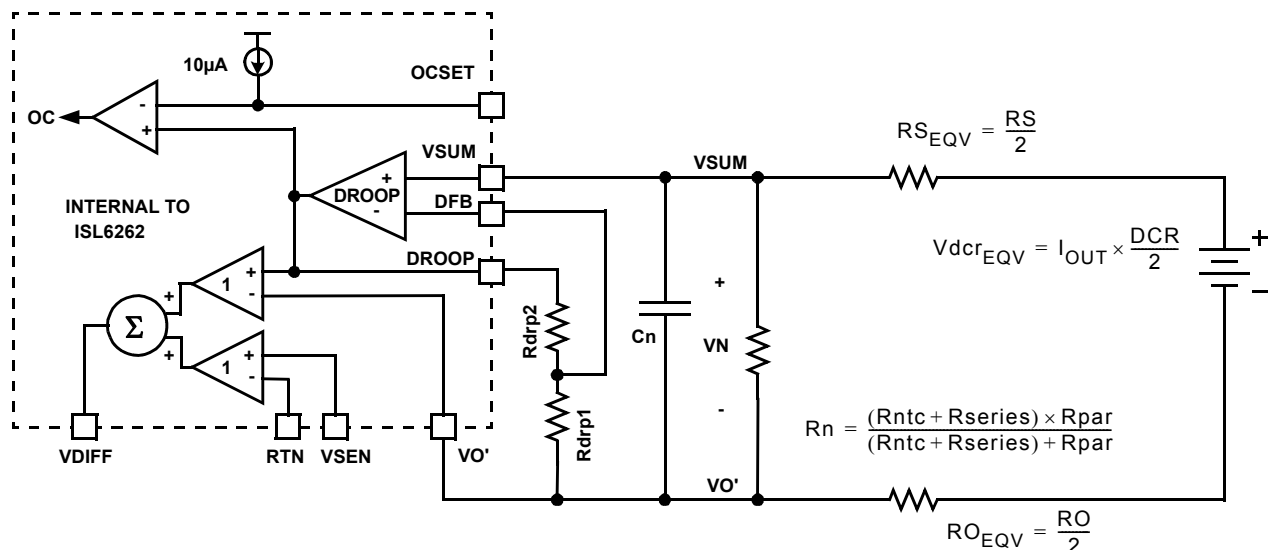 10µA
OCSET
OC
-
+
VSUM
VSUM
RS_EQV = RS/2
+
DROOP
-
DFB
INTERNAL TO
ISL6262
DROOP
Vdcr_EQV = I_OUT × DCR/2
+
−
+
1
-
+
Σ
+
+
1
-
Rdrp2
Cn
+
VN
-
Rdrp1
Rn = (Rntc + Rseries) × Rpar / (Rntc + Rseries) + Rpar
VDIFF
RTN
VSEN
VO'
VO'
RO_EQV = RO/2